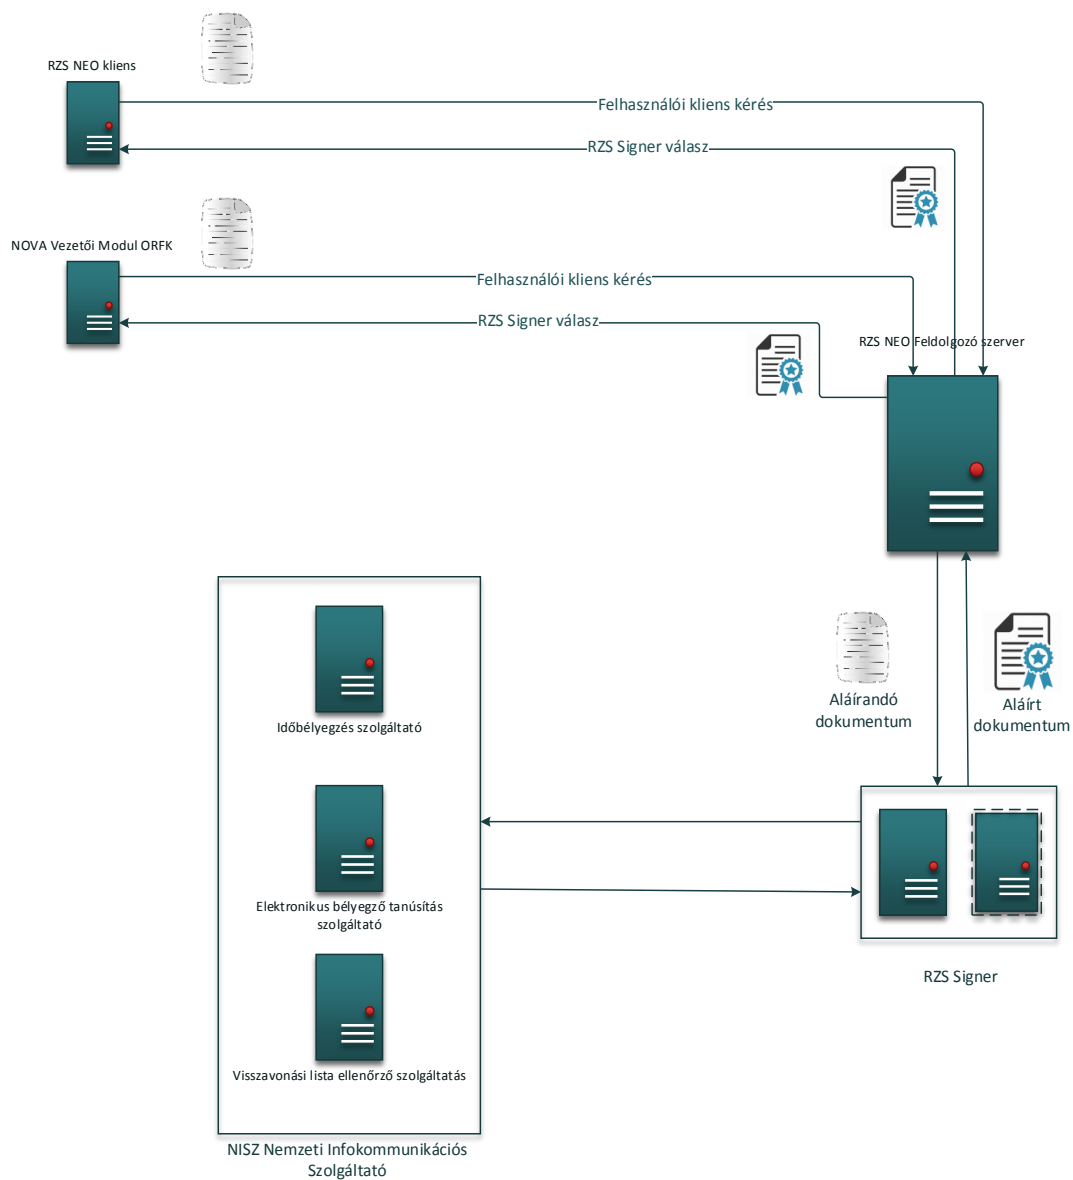 RZS NEO kliens
Felhasználói kliens kérés
RZS Signer válasz
NOVA Vezetői Modul ORFK
Felhasználói kliens kérés
RZS Signer válasz
RZS NEO Feldolgozó szerver
Aláírandó
dokumentum
Aláírt
dokumentum
Időbélyegzés szolgáltató
Elektronikus bélyegző tanúsítás
szolgáltató
RZS Signer
Visszavonási lista ellenőrző szolgáltatás
NISZ Nemzeti Infokommunikációs
Szolgáltató